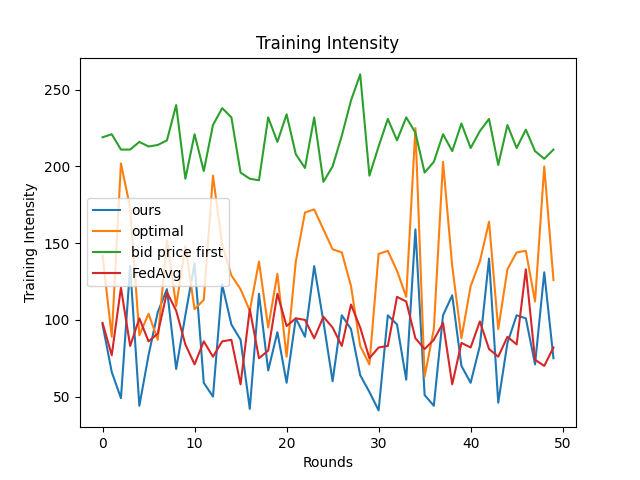 Training Intensity
Training Intensity
250
200
150
100
50
ours
optimal
bid price first
FedAvg
0
10
20
30
40
50
Rounds